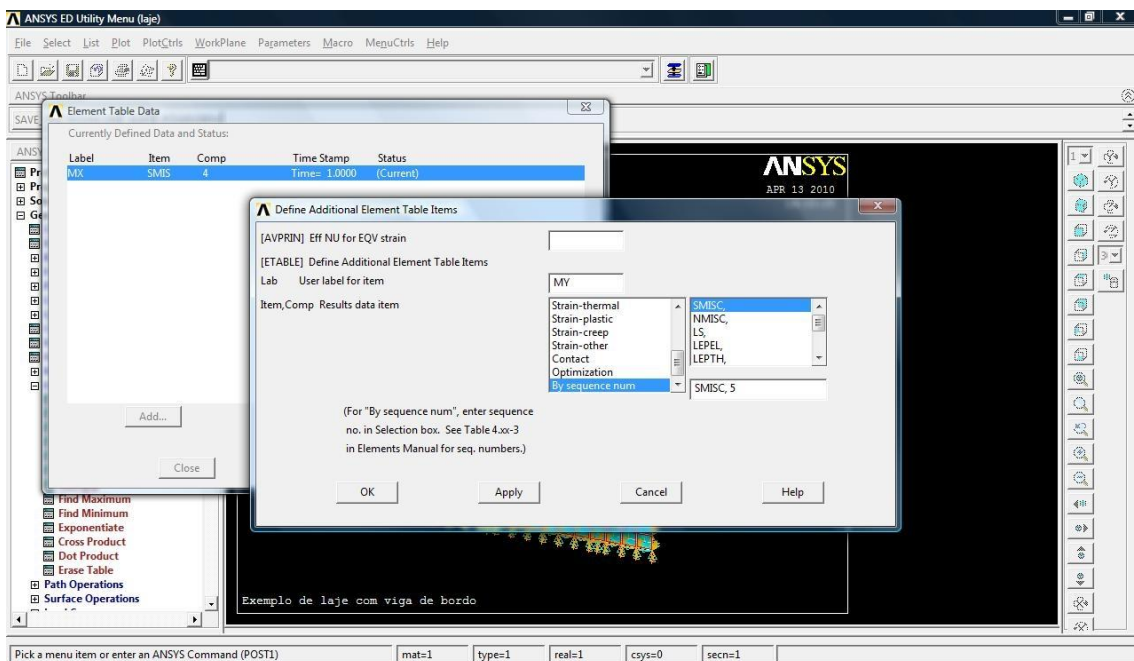 ANSYS ED Utility Menu (laje)
File Select List Plot PlotCtrls WorkPlane Parameters Macro MenuCtrls Help
ANSYS Toolbar
SAVE
Element Table Data
Currently Defined Data and Status:
Label Item Comp Time Stamp Status
MX SMIS 4 Time= 1.0000 (Current)
Add...
Close
ANSYS
APR 13 2010
Define Additional Element Table Items
[AVPRIN] Eff NU for EQV strain
[ETABLE] Define Additional Element Table Items
Lab User label for item MY
Item,Comp Results data item
Strain-thermal
Strain-plastic
Strain-creep
Strain-other
Contact
Optimization
By sequence num
SMISC,
NMISC,
LS,
LEPEL,
LEPTH,
SMISC, 5
(For "By sequence num", enter sequence
no. in Selection box. See Table 4.xx-3
in Elements Manual for seq. numbers.)
OK Apply Cancel Help
ANSY
Pr
Pr
So
Ge
Find Maximum
Find Minimum
Exponentiate
Cross Product
Dot Product
Erase Table
Path Operations
Surface Operations
Exemplo de laje com viga de bordo
1
3
Pick a menu item or enter an ANSYS Command (POST1) mat=1 type=1 real=1 csys=0 secn=1